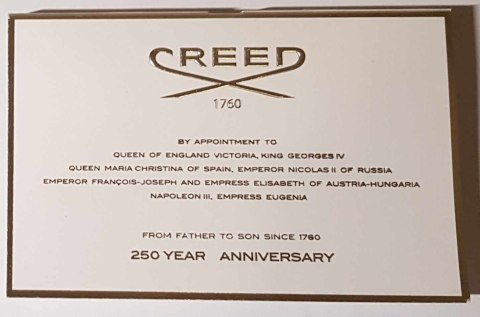 CREED
1760
BY APPOINTMENT TO
QUEEN OF ENGLAND VICTORIA, KING GEORGES IV
QUEEN MARIA CHRISTINA OF SPAIN, EMPEROR NICOLAS II OF RUSSIA
EMPEROR FRANÇOIS-JOSEPH AND EMPRESS ELISABETH OF AUSTRIA-HUNGARIA
NAPOLEON III, EMPRESS EUGENIA
FROM FATHER TO SON SINCE 1760
250 YEAR ANNIVERSARY